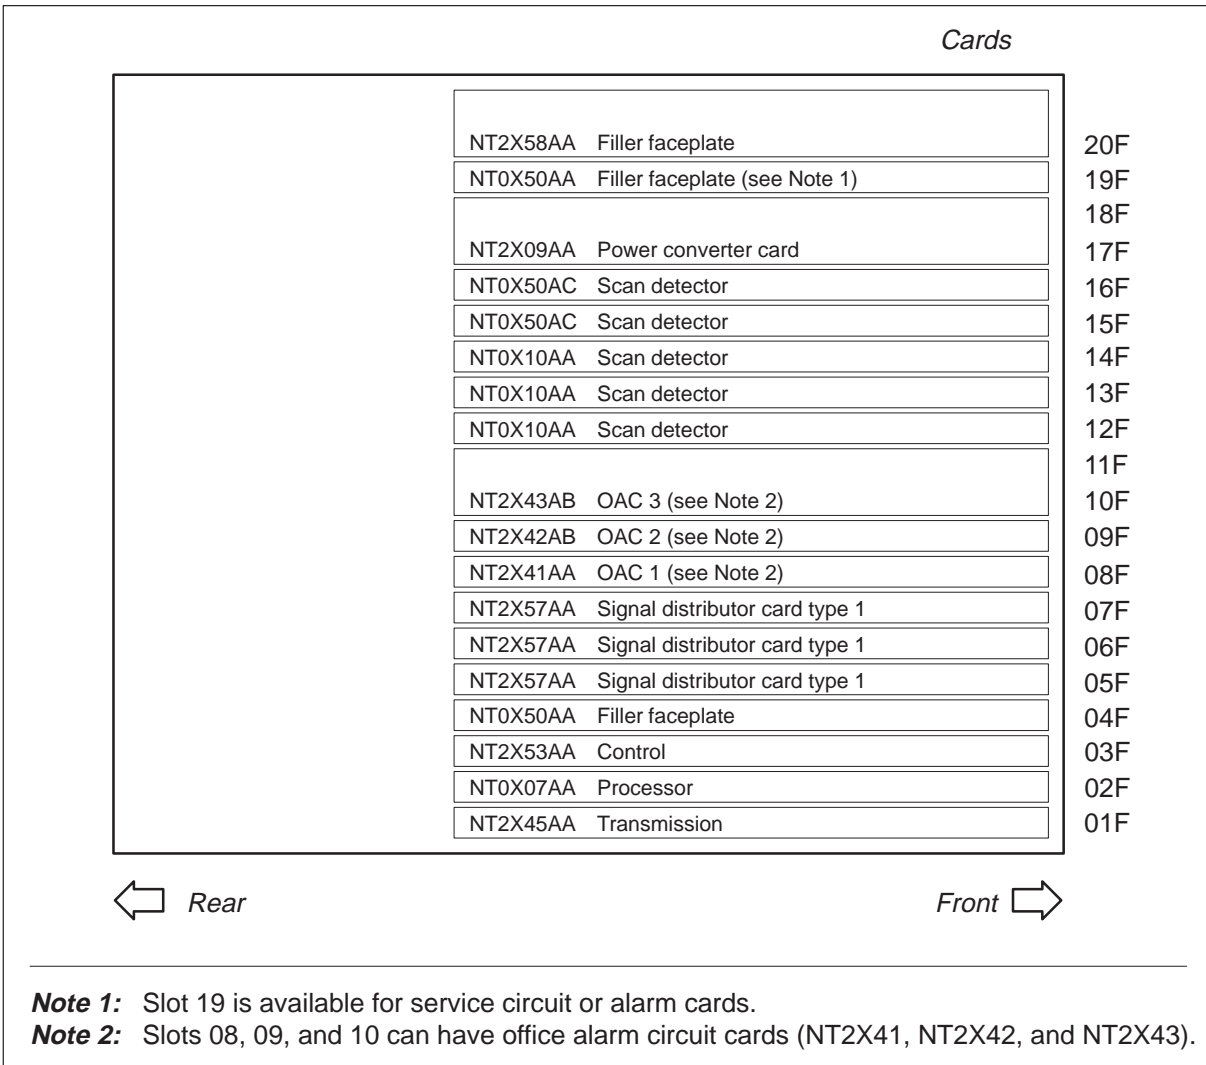 Cards
NT2X58AA Filler faceplate 20F
NT0X50AA Filler faceplate (see Note 1) 19F
18F
NT2X09AA Power converter card 17F
NT0X50AC Scan detector 16F
NT0X50AC Scan detector 15F
NT0X10AA Scan detector 14F
NT0X10AA Scan detector 13F
NT0X10AA Scan detector 12F
11F
NT2X43AB OAC 3 (see Note 2) 10F
NT2X42AB OAC 2 (see Note 2) 09F
NT2X41AA OAC 1 (see Note 2) 08F
NT2X57AA Signal distributor card type 1 07F
NT2X57AA Signal distributor card type 1 06F
NT2X57AA Signal distributor card type 1 05F
NT0X50AA Filler faceplate 04F
NT2X53AA Control 03F
NT0X07AA Processor 02F
NT2X45AA Transmission 01F
Rear Front
Note 1: Slot 19 is available for service circuit or alarm cards.
Note 2: Slots 08, 09, and 10 can have office alarm circuit cards (NT2X41, NT2X42, and NT2X43).